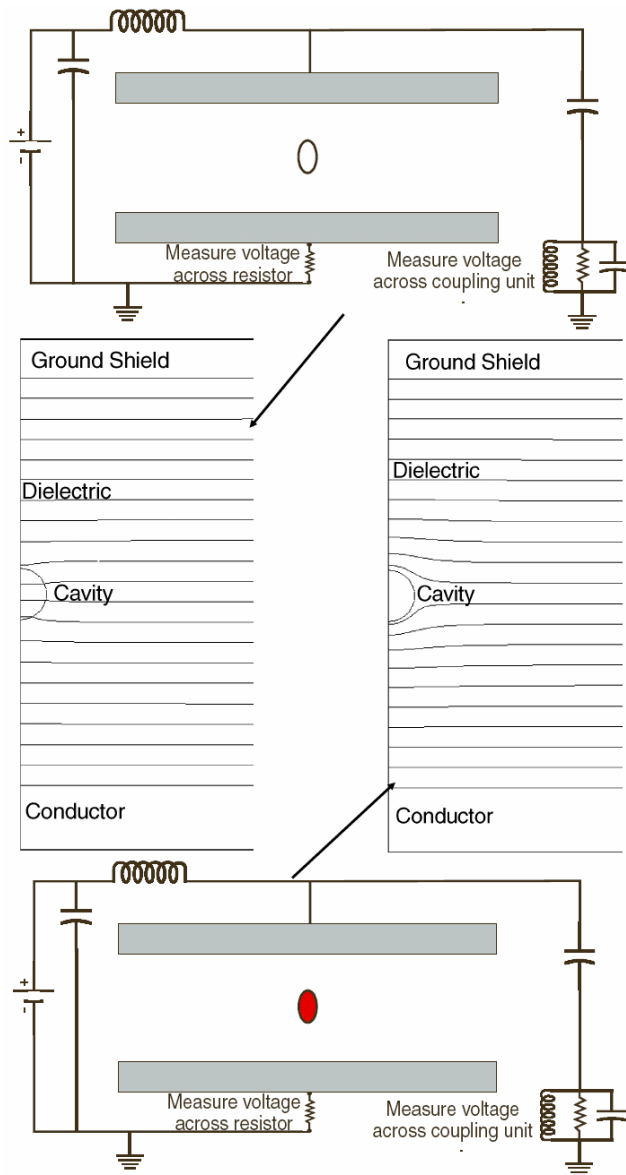 +
-
Measure voltage
across resistor
Measure voltage
across coupling unit
Ground Shield
Dielectric
Cavity
Conductor
Ground Shield
Dielectric
Cavity
Conductor
+
-
Measure voltage
across resistor
Measure voltage
across coupling unit